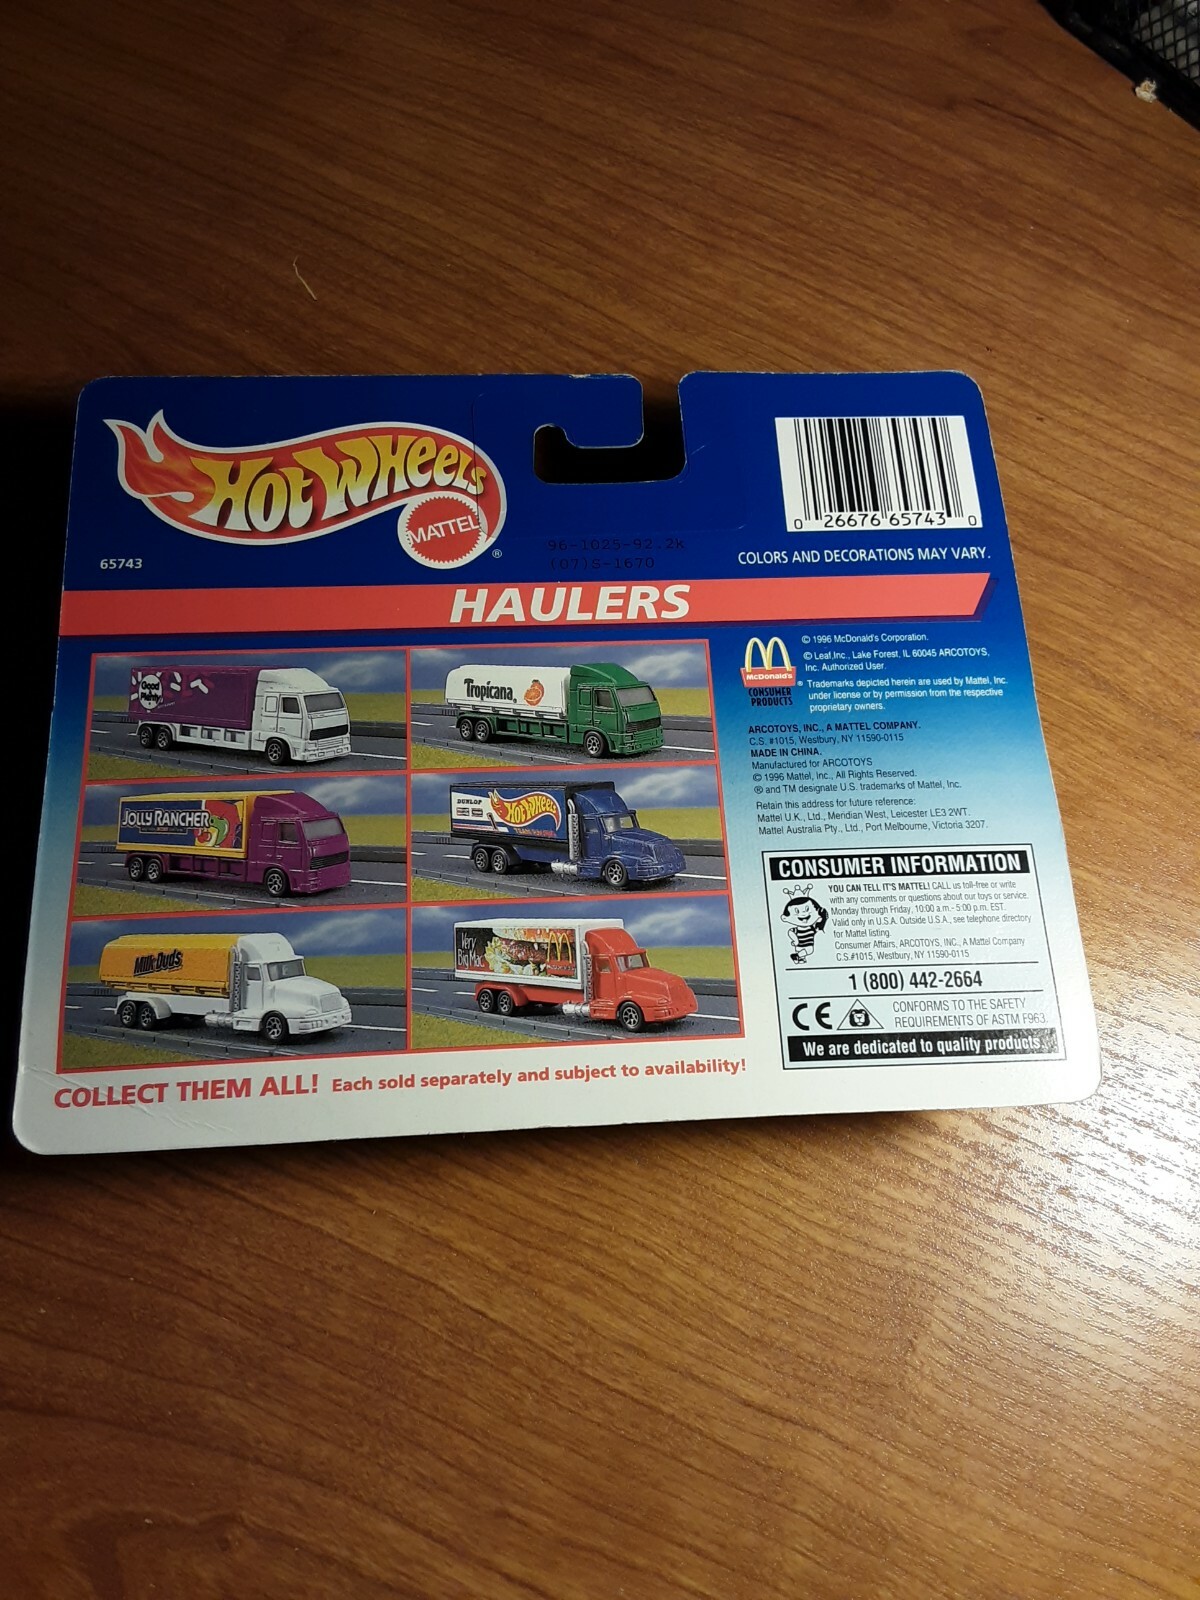 HOT WHEELS
MATTEL
®
65743
96-1025-92.2k
(07)S-1670
0 26676 65743 0
COLORS AND DECORATIONS MAY VARY.
HAULERS
Good
Plenty
Tropicana
JOLLY RANCHER
DUNLOP
HOT WHEELS
Milk Duds
Very
Big Mac
COLLECT THEM ALL! Each sold separately and subject to availability!
McDonald's
®
CONSUMER
PRODUCTS
© 1996 McDonald's Corporation.
© Leaf,Inc., Lake Forest, IL 60045 ARCOTOYS,
Inc. Authorized User.
Trademarks depicted herein are used by Mattel, Inc.
under license or by permission from the respective
proprietary owners.
ARCOTOYS, INC., A MATTEL COMPANY.
C.S. #1015, Westbury, NY 11590-0115
MADE IN CHINA.
Manufactured for ARCOTOYS
© 1996 Mattel, Inc., All Rights Reserved.
® and TM designate U.S. trademarks of Mattel, Inc.
Retain this address for future reference:
Mattel U.K., Ltd., Meridian West, Leicester LE3 2WT.
Mattel Australia Pty., Ltd., Port Melbourne, Victoria 3207.
CONSUMER INFORMATION
YOU CAN TELL IT'S MATTEL! CALL us toll-free or write
with any comments or questions about our toys or service.
Monday through Friday, 10:00 a.m.- 5:00 p.m. EST.
Valid only in U.S.A. Outside U.S.A., see telephone directory
for Mattel listing.
Consumer Affairs, ARCOTOYS, INC., A Mattel Company
C.S.#1015, Westbury, NY 11590-0115
1 (800) 442-2664
CE
CONFORMS TO THE SAFETY
REQUIREMENTS OF ASTM F963.
We are dedicated to quality products.